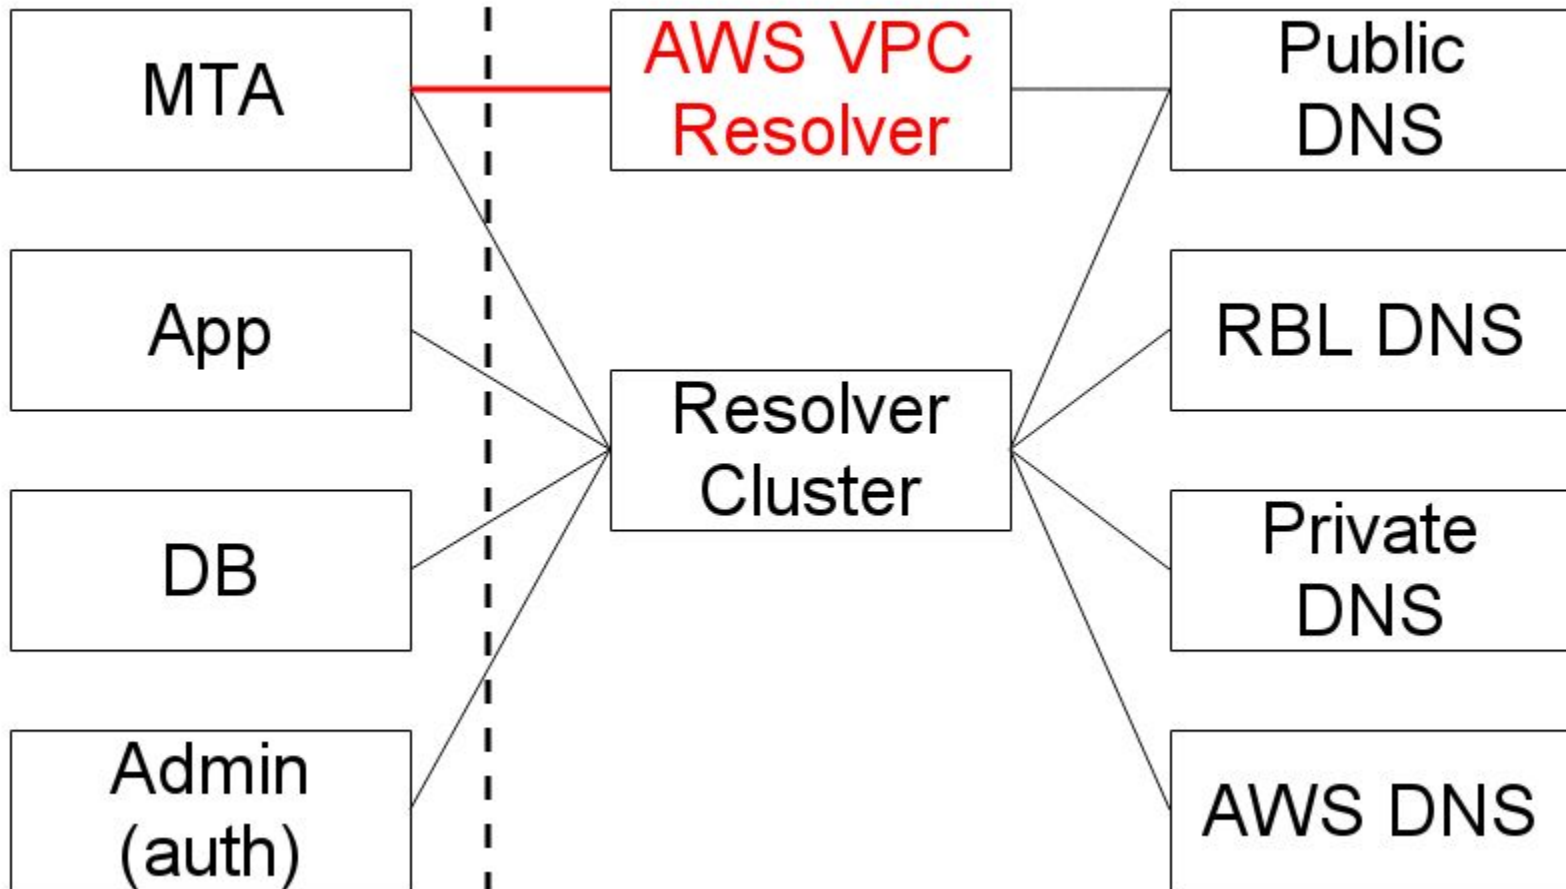 MTA
AWS VPC
Resolver
Public
DNS
App
RBL DNS
Resolver
Cluster
DB
Private
DNS
Admin
(auth)
AWS DNS